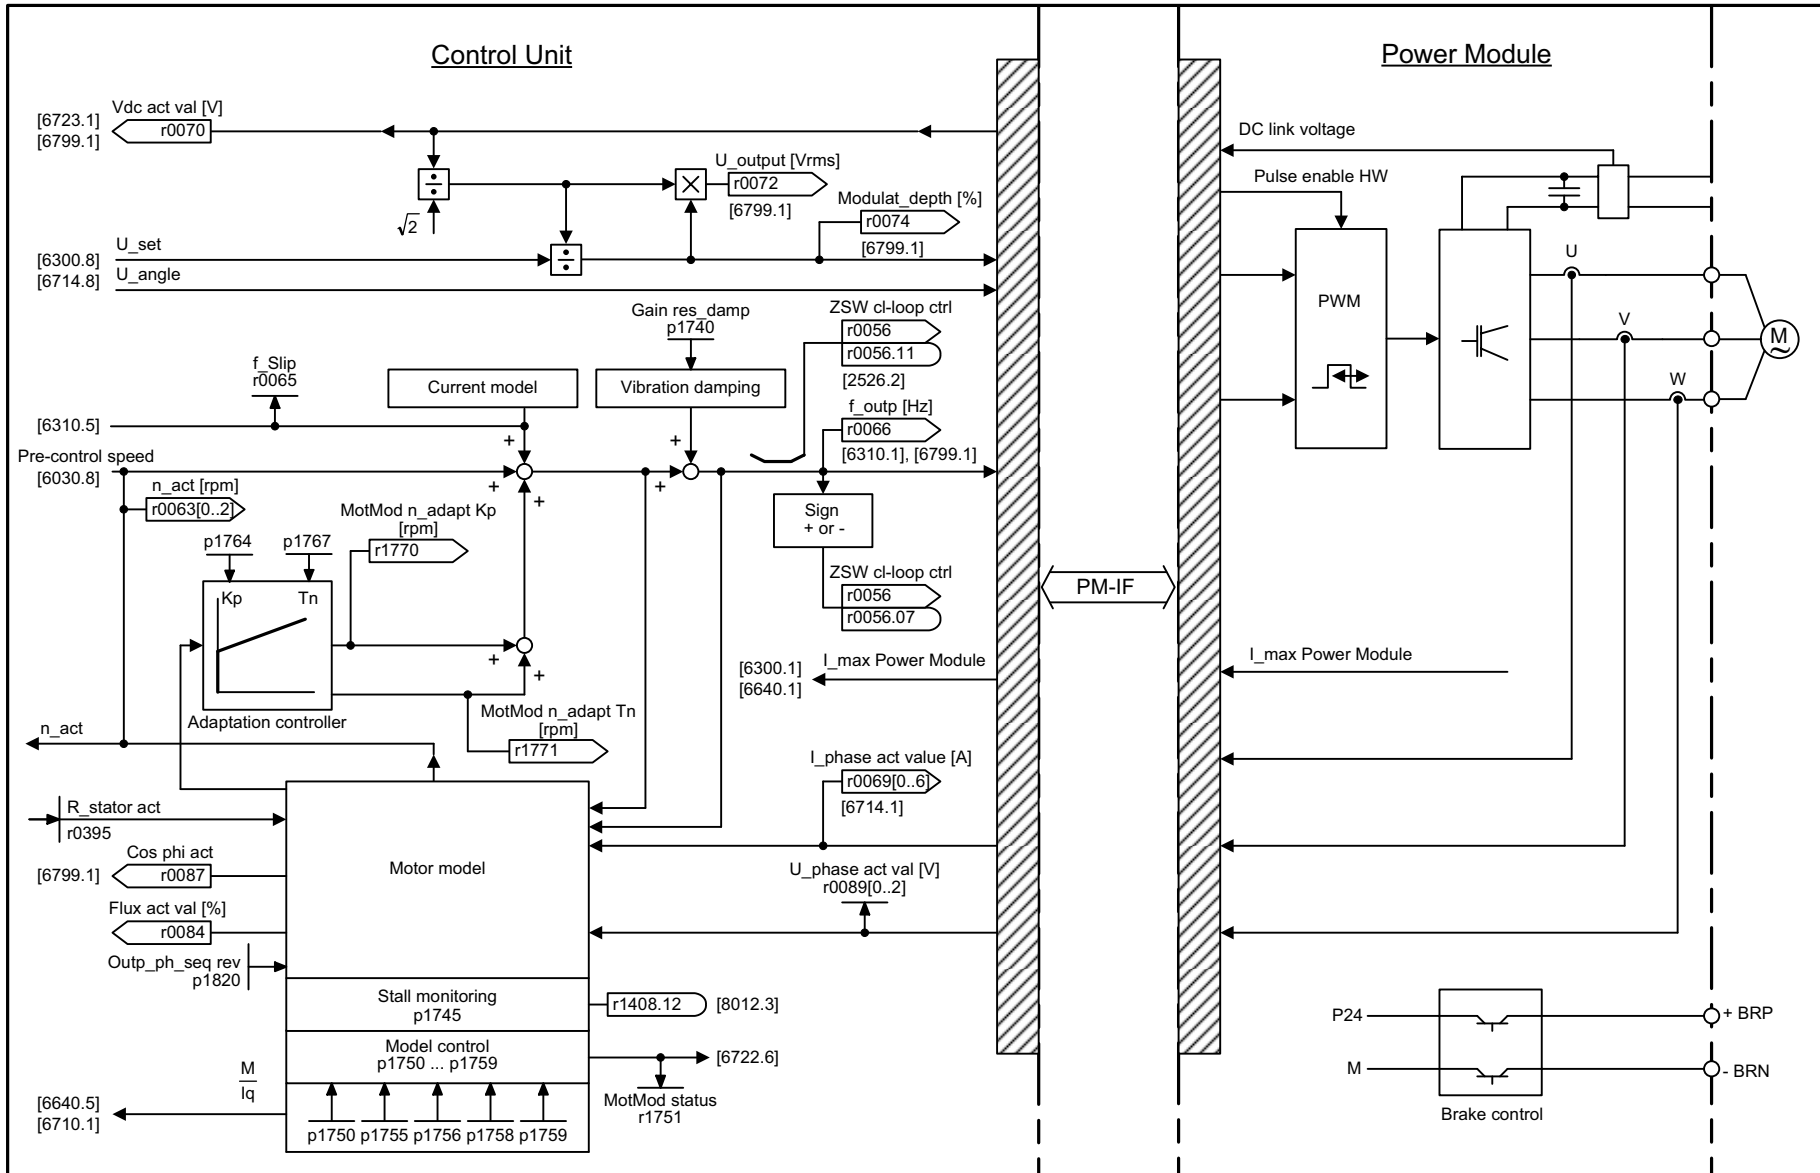 Control Unit
Power Module
Vdc act val [V]
[6723.1]
[6799.1]
r0070
DC link voltage
U_output [Vrms]
r0072
[6799.1]
√2
Modulat_depth [%]
r0074
[6799.1]
Pulse enable HW
U_set
[6300.8]
[6714.8]
U_angle
U
V
W
PWM
M
~
Gain res_damp
p1740
ZSW cl-loop ctrl
r0056
r0056.11
[2526.2]
f_Slip
r0065
Current model
Vibration damping
f_outp [Hz]
r0066
[6310.1], [6799.1]
[6310.5]
+
+
Pre-control speed
[6030.8]
+
+
+
n_act [rpm]
r0063[0..2]
MotMod n_adapt Kp
[rpm]
r1770
Sign
+ or -
p1764
p1767
Kp
Tn
ZSW cl-loop ctrl
r0056
r0056.07
PM-IF
+
+
I_max Power Module
[6300.1]
[6640.1]
I_max Power Module
Adaptation controller
MotMod n_adapt Tn
[rpm]
r1771
n_act
I_phase act value [A]
r0069[0..6]
[6714.1]
R_stator act
r0395
Cos phi act
[6799.1]
r0087
Motor model
U_phase act val [V]
r0089[0..2]
Flux act val [%]
r0084
Outp_ph_seq rev
p1820
Stall monitoring
p1745
r1408.12
[8012.3]
Model control
p1750 ... p1759
[6722.6]
MotMod status
r1751
M
Iq
[6640.5]
[6710.1]
p1750 p1755 p1756 p1758 p1759
P24
+ BRP
M
- BRN
Brake control